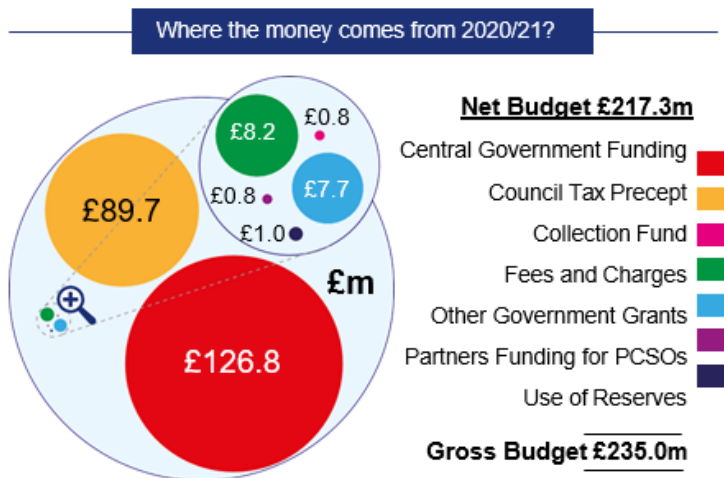 Where the money comes from 2020/21?
£8.2
£0.8
£7.7
£0.8
£1.0
£89.7
£m
£126.8
Net Budget £217.3m
Central Government Funding
Council Tax Precept
Collection Fund
Fees and Charges
Other Government Grants
Partners Funding for PCSOs
Use of Reserves
Gross Budget £235.0m